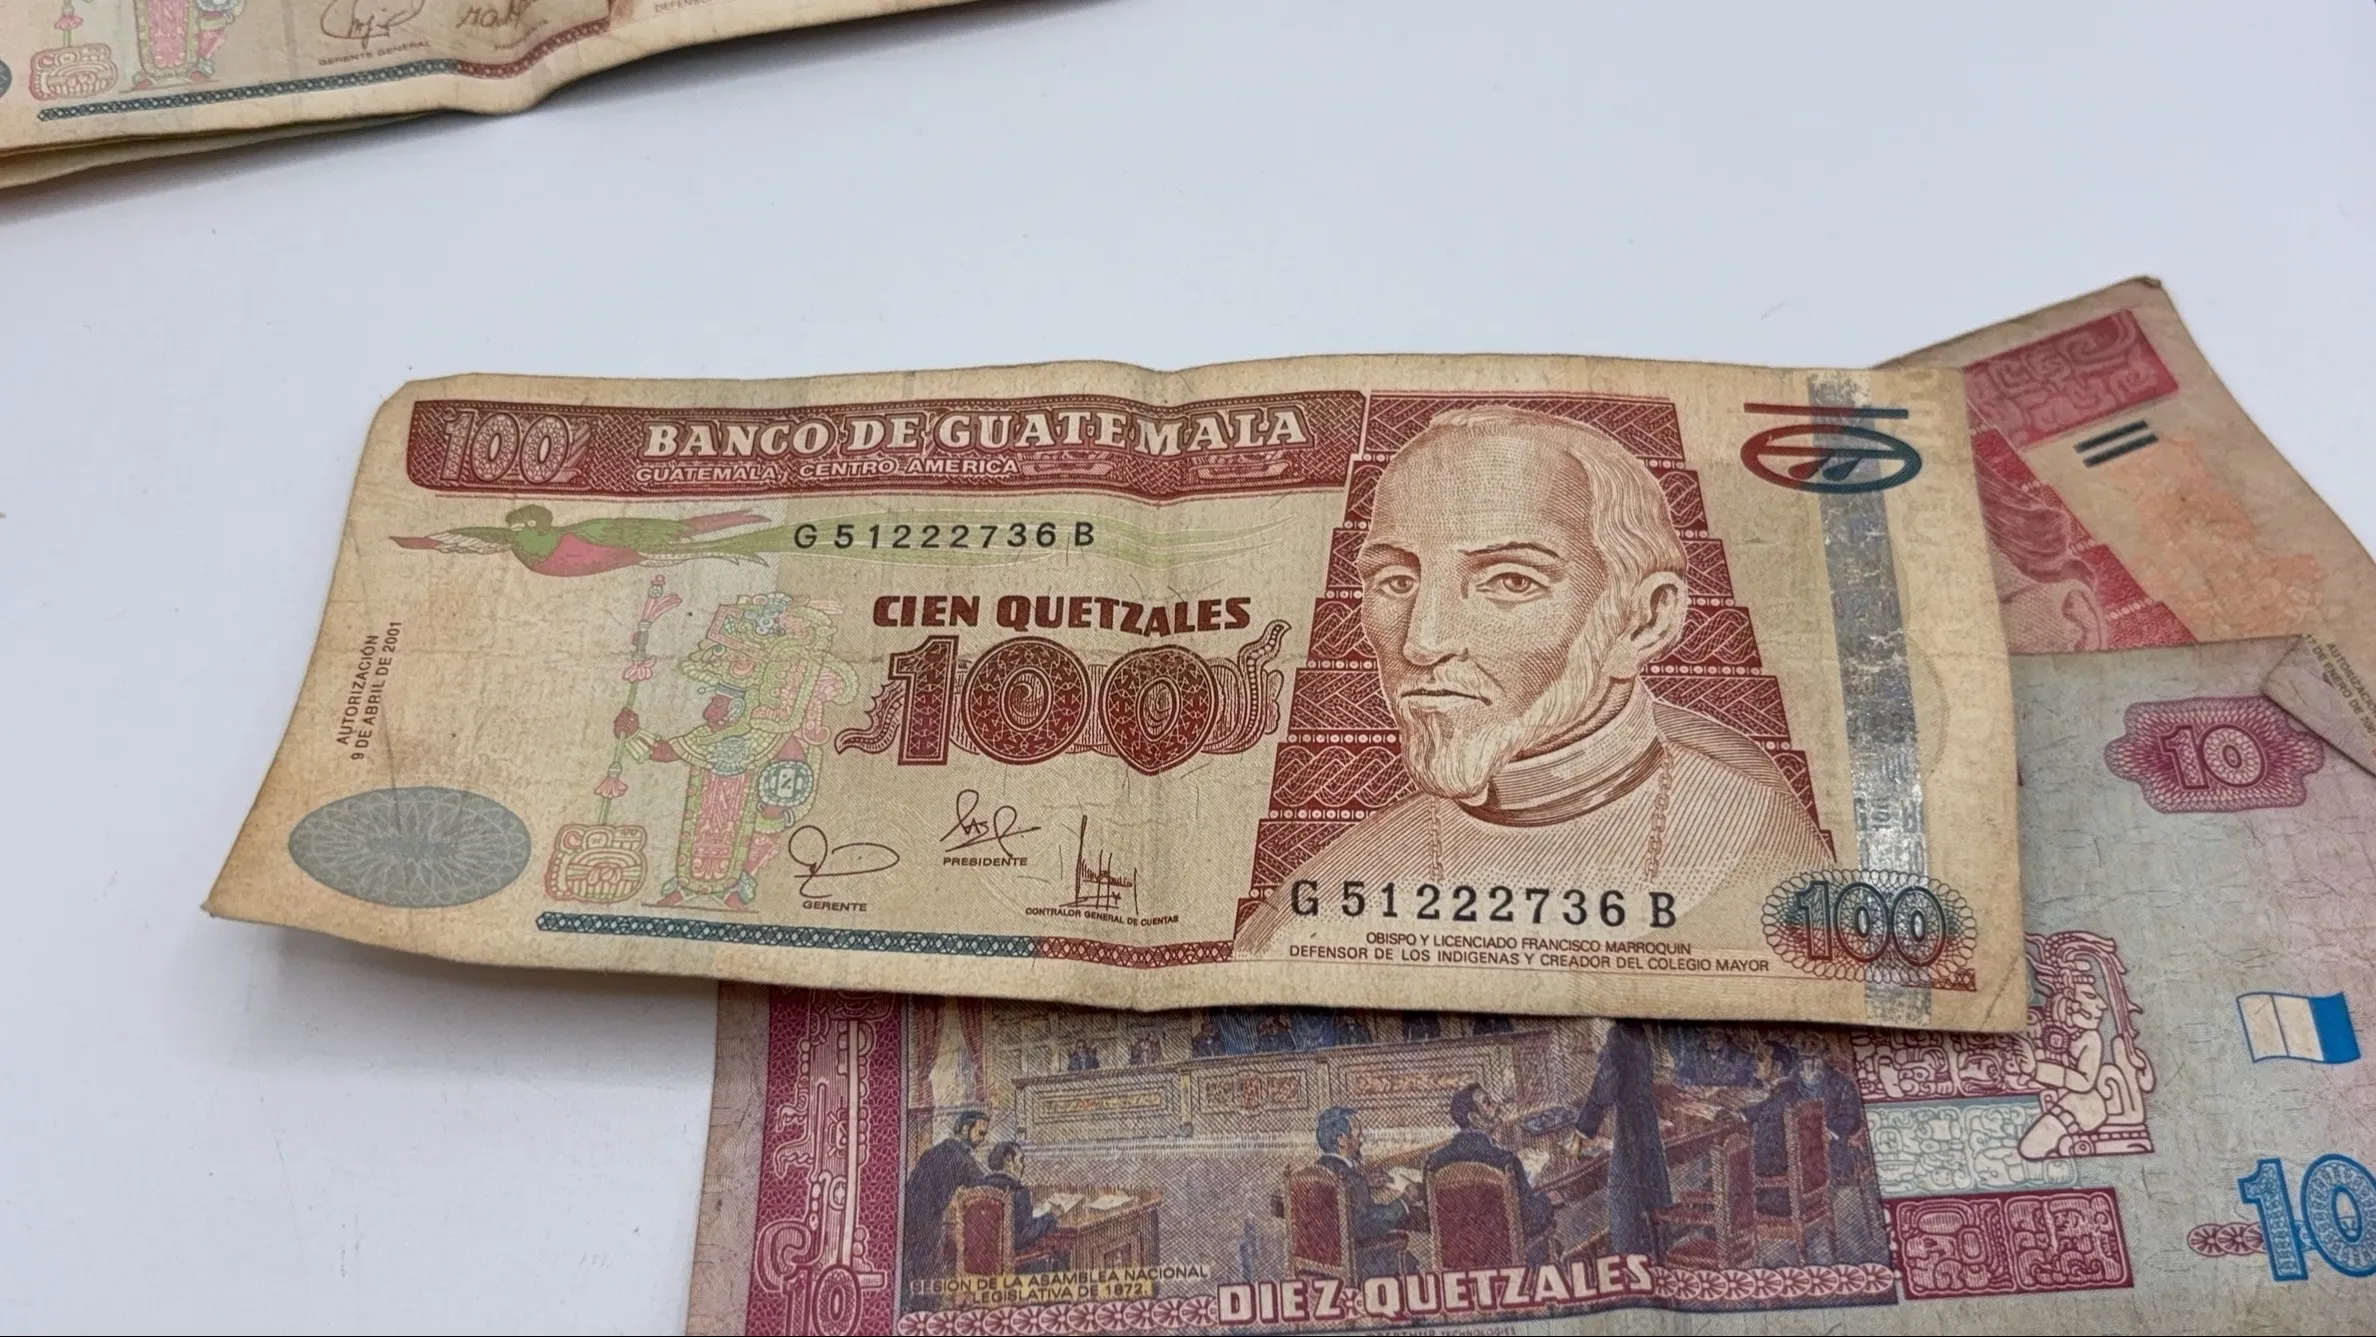 GERENTE GENERAL
100 BANCO DE GUATEMALA
GUATEMALA, CENTRO AMERICA
G 51222736 B
CIEN QUETZALES
100
AUTORIZACIÓN
9 DE ABRIL DE 2001
GERENTE
PRESIDENTE
CONTRALOR GENERAL DE CUENTAS
G 51222736 B
OBISPO Y LICENCIADO FRANCISCO MARROQUIN
DEFENSOR DE LOS INDIGENAS Y CREADOR DEL COLEGIO MAYOR
100
10
10
SESION DE LA ASAMBLEA NACIONAL
LEGISLATIVA DE 1872.
10
DIEZ QUETZALES